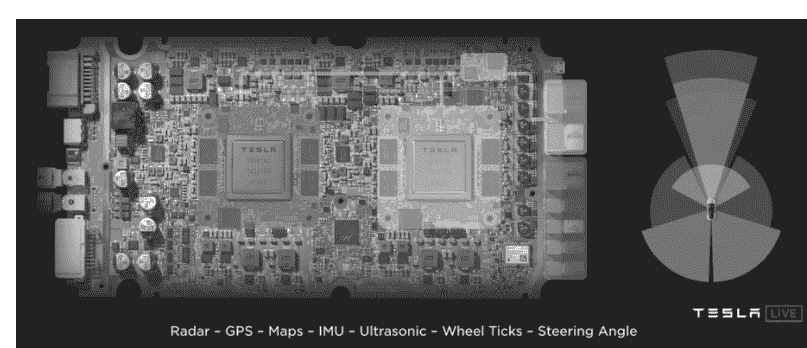 TESLA
TESLA
TESLA LIVE
Radar – GPS – Maps – IMU – Ultrasonic – Wheel Ticks – Steering Angle